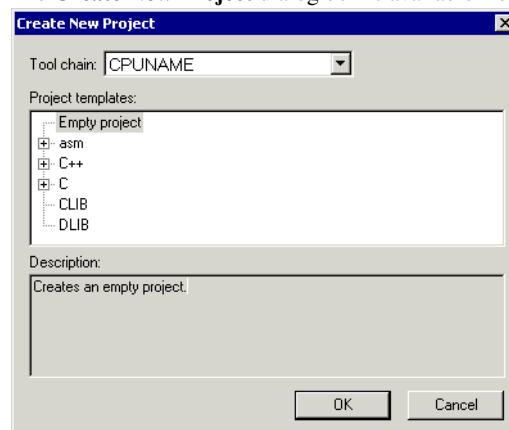 Create New Project
Tool chain: CPUNAME
Project templates:
Empty project
asm
C++
C
CLIB
DLIB
Description:
Creates an empty project.
OK Cancel